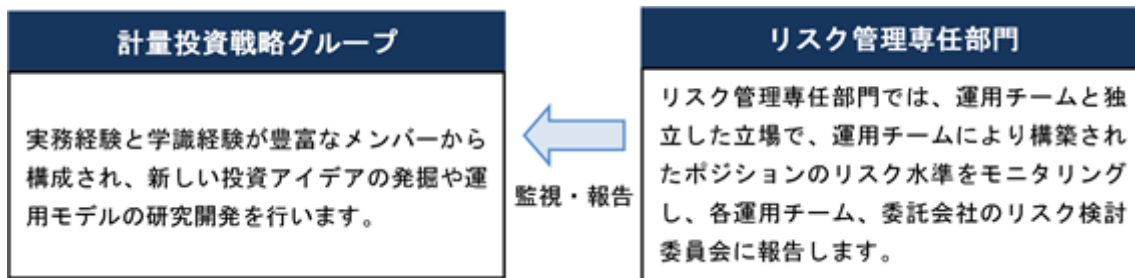 計量投資戦略グループ
実務経験と学識経験が豊富なメンバーから
構成され、新しい投資アイデアの発掘や運
用モデルの研究開発を行います。
監視・報告
リスク管理専任部門
リスク管理専任部門では、運用チームと独
立した立場で、運用チームにより構築され
たポジションのリスク水準をモニタリング
し、各運用チーム、委託会社のリスク検討
委員会に報告します。